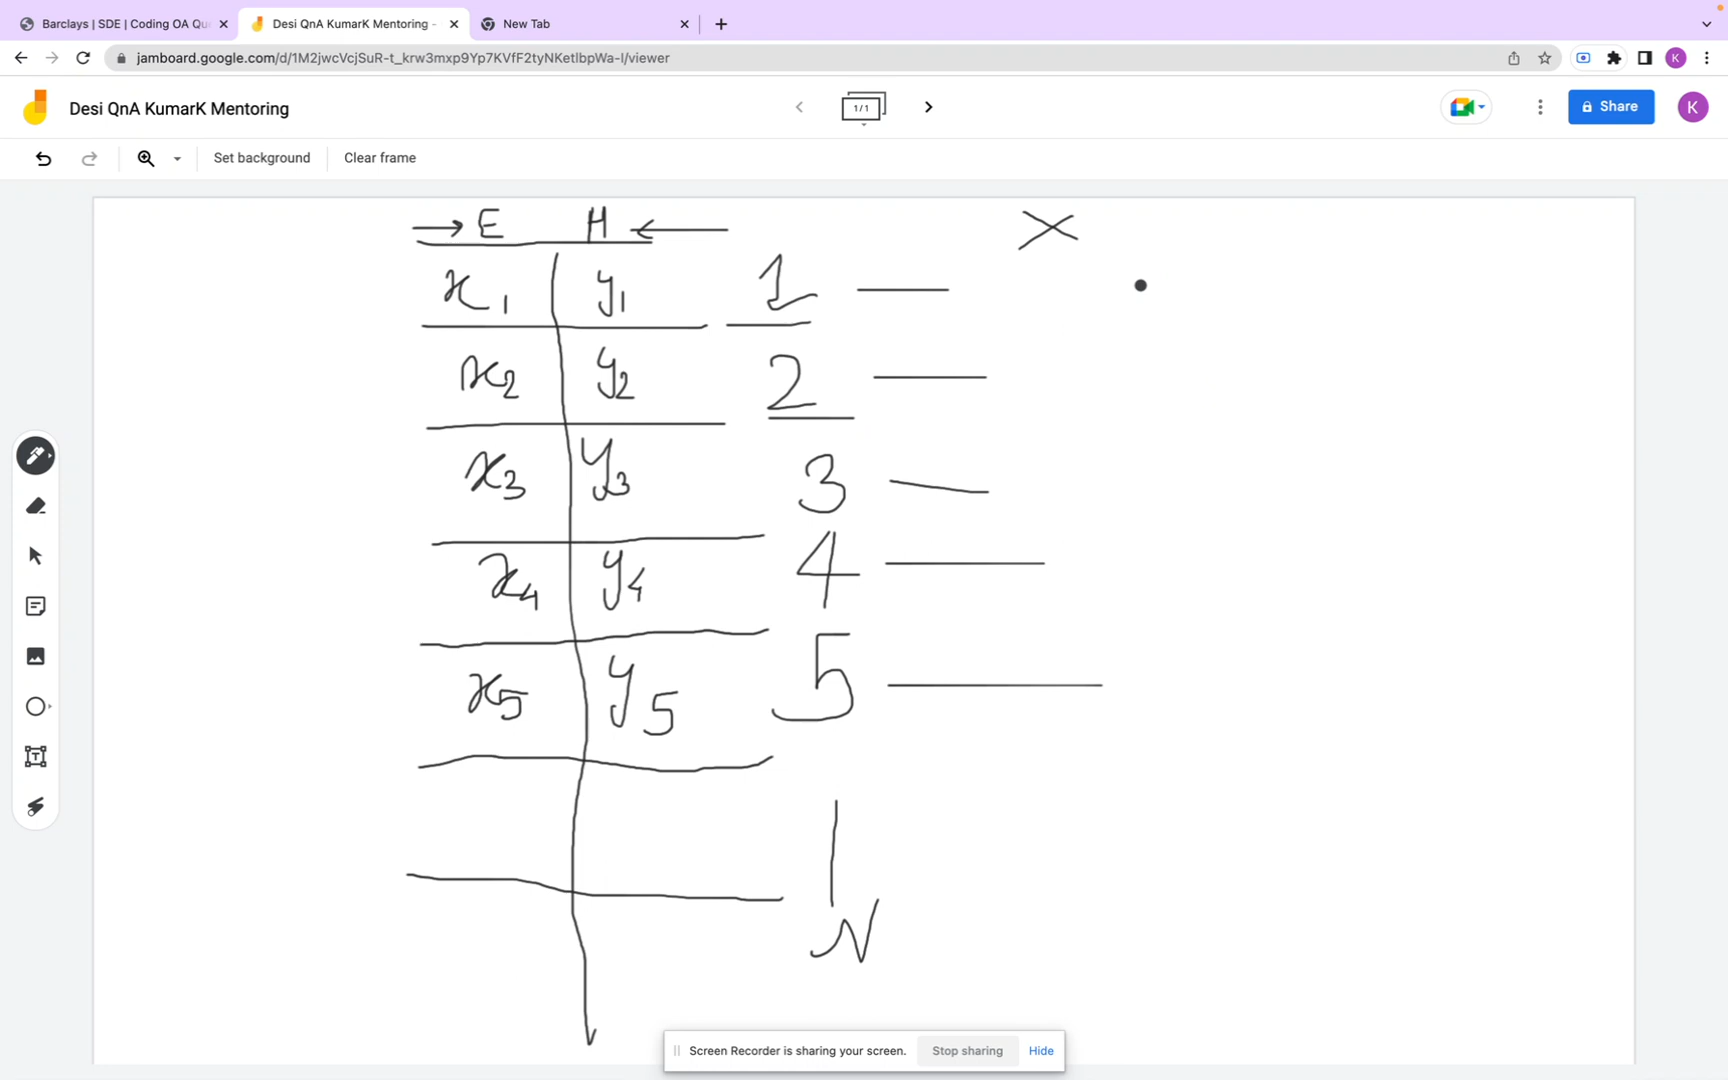 Barclays | SDE | Coding OA Qu
Desi QnA KumarK Mentoring -
New Tab
jamboard.google.com/d/1M2jwcVcjSuR-t_krw3mxp9Yp7KVfF2tyNKetlbpWa-I/viewer
K
Desi QnA KumarK Mentoring
1/1
Share
K
Set background
Clear frame
→ E H ←
x1 y1 1
x2 y2 2
x3 y3 3
x4 y4 4
x5 y5 5
N
X
Screen Recorder is sharing your screen.
Stop sharing
Hide